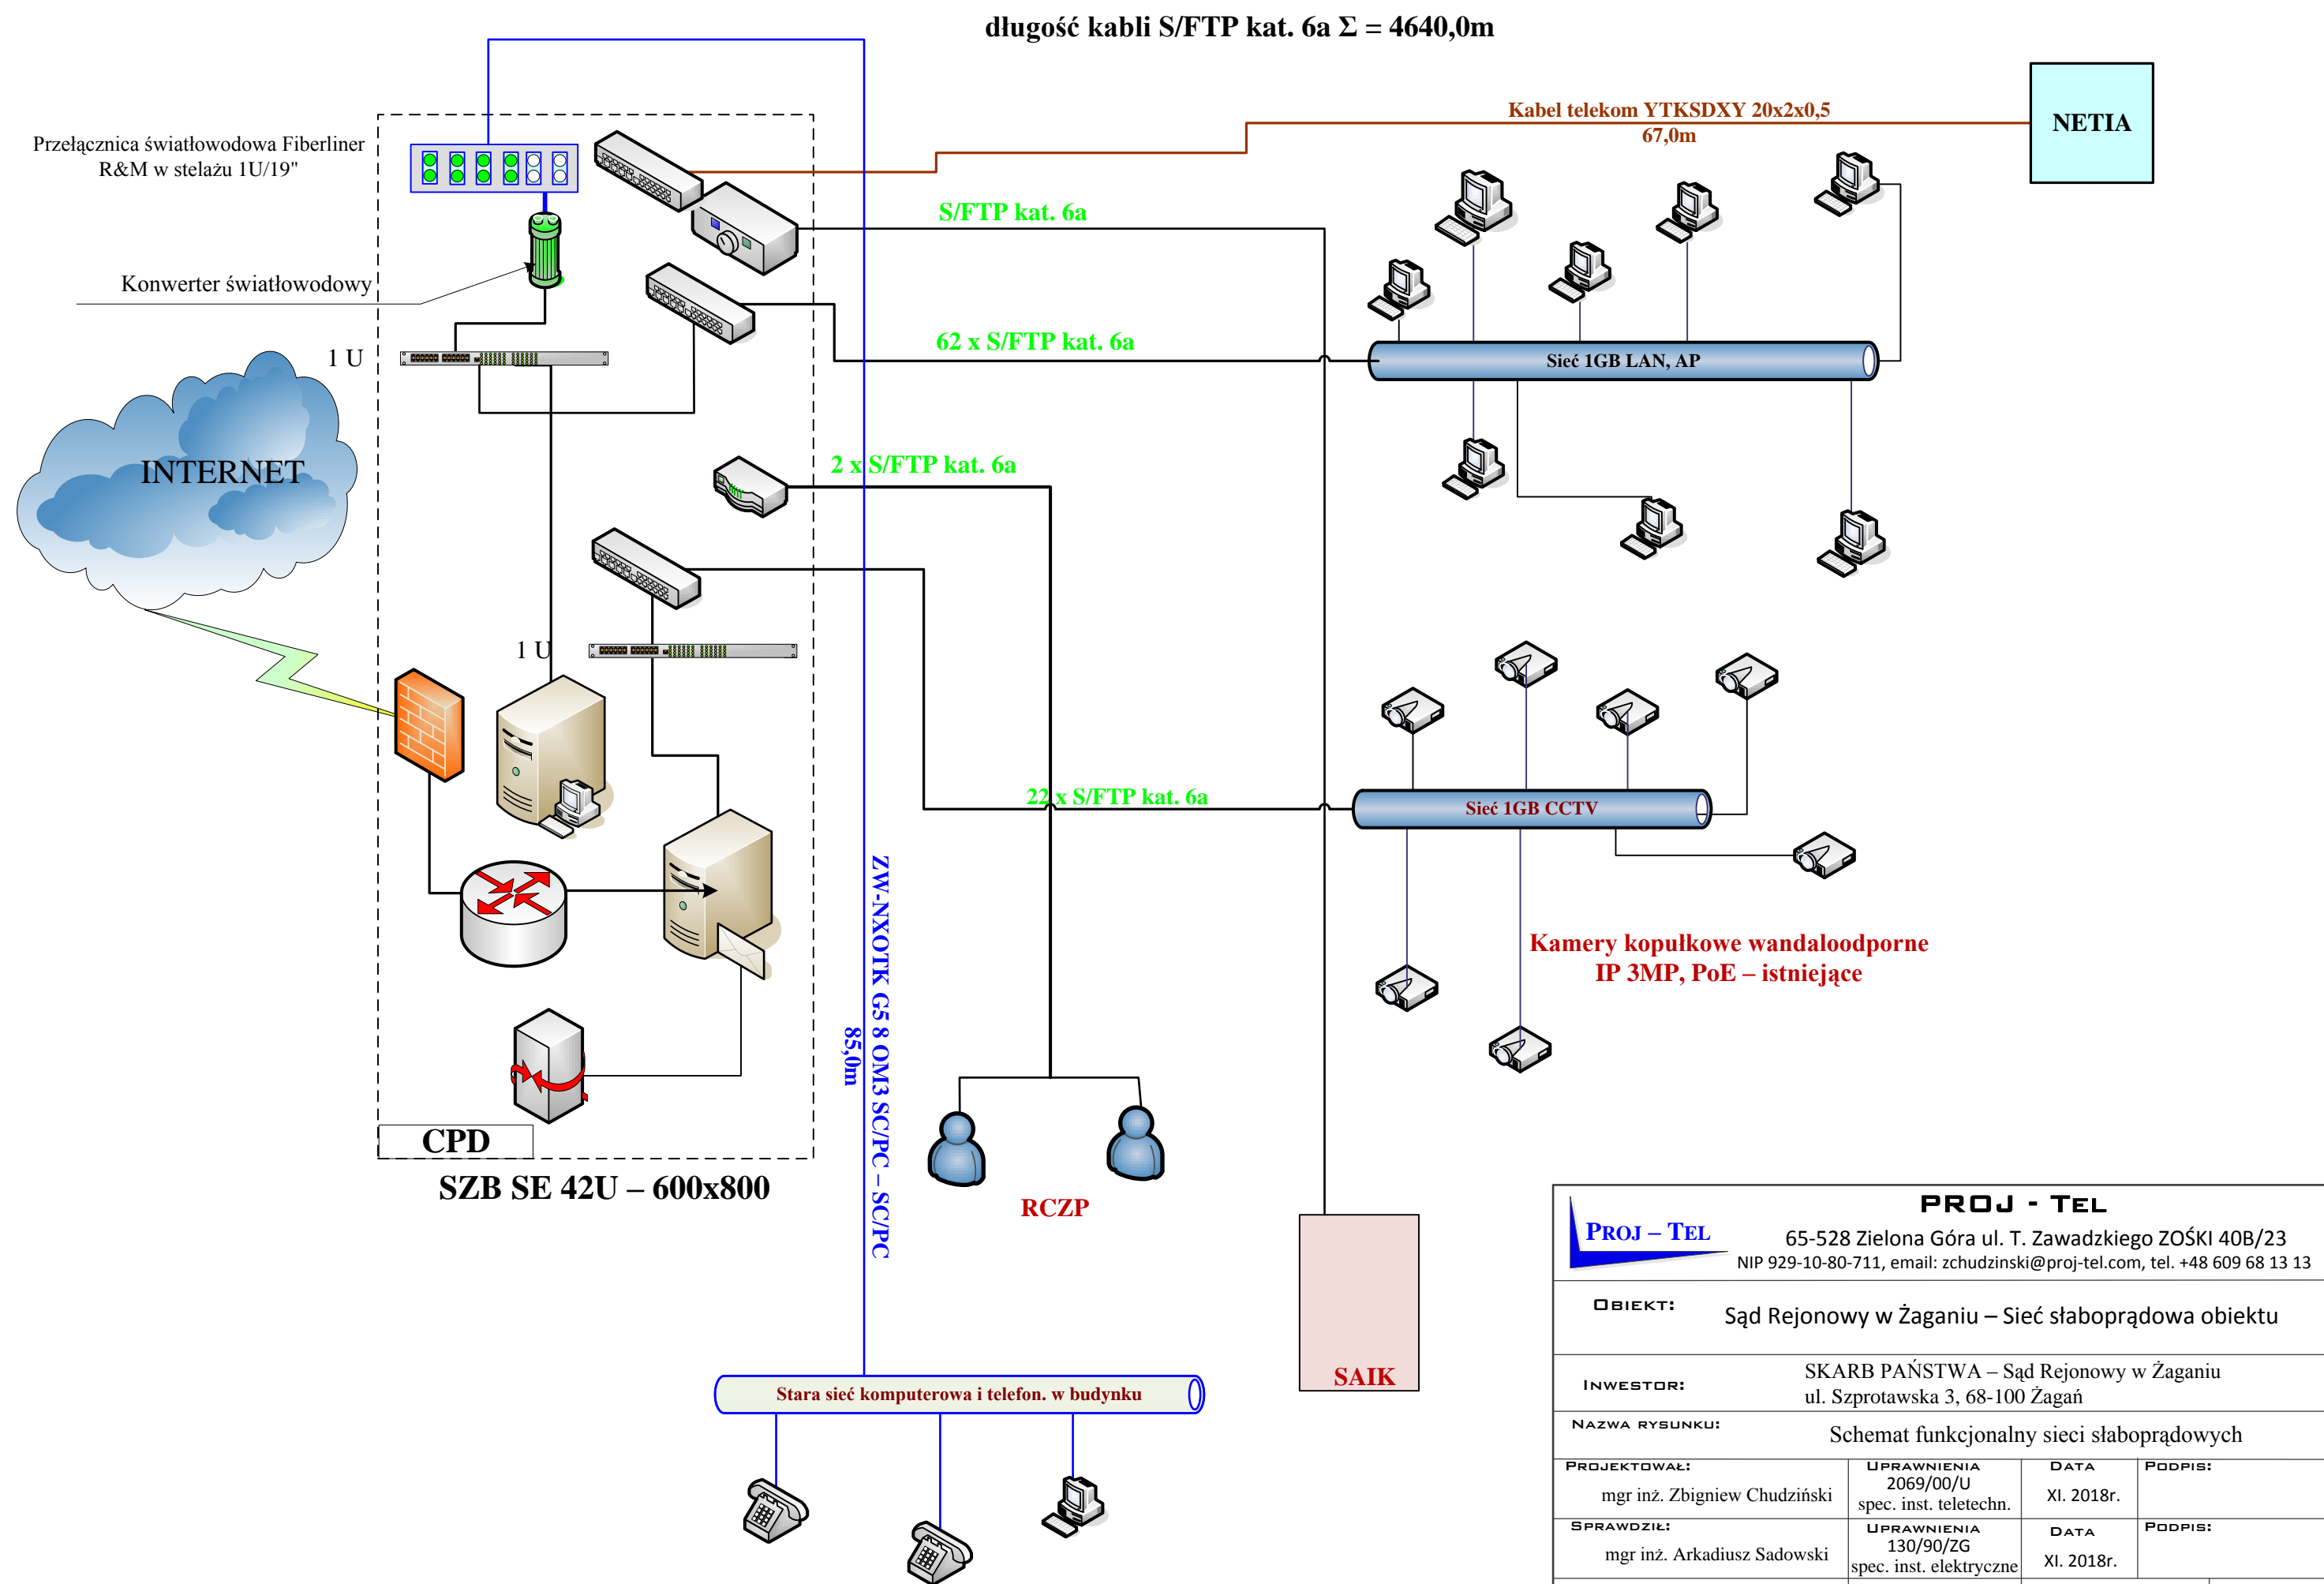 długość kabli S/FTP kat. 6a Σ = 4640,0m
Kabel telekom YTKSDXY 20x2x0,5
67,0m
NETIA
Przełącznica światłowodowa Fiberliner
R&M w stelażu 1U/19"
S/FTP kat. 6a
Konwerter światłowodowy
1 U
62 x S/FTP kat. 6a
Sieć 1GB LAN, AP
INTERNET
2 x S/FTP kat. 6a
1 U
22 x S/FTP kat. 6a
Sieć 1GB CCTV
ZW-NXOTK G5 8 OM3 SC/PC – SC/PC
85,0m
Kamery kopułkowe wandaloodporne
IP 3MP, PoE – istniejące
CPD
SZB SE 42U – 600x800
RCZP
SAIK
Stara sieć komputerowa i telefon. w budynku
PROJ - TEL
PROJ – TEL
65-528 Zielona Góra ul. T. Zawadzkiego ZOŚKI 40B/23
NIP 929-10-80-711, email: zchudzinski@proj-tel.com, tel. +48 609 68 13 13
OBIEKT:
Sąd Rejonowy w Żaganiu – Sieć słaboprądowa obiektu
INWESTOR:
SKARB PAŃSTWA – Sąd Rejonowy w Żaganiu
ul. Szprotawska 3, 68-100 Żagań
NAZWA RYSUNKU:
Schemat funkcjonalny sieci słaboprądowych
PROJEKTOWAŁ:
mgr inż. Zbigniew Chudziński
UPRAWNIENIA
2069/00/U
spec. inst. teletechn.
DATA
XI. 2018r.
PODPIS:
SPRAWDZIŁ:
mgr inż. Arkadiusz Sadowski
UPRAWNIENIA
130/90/ZG
spec. inst. elektryczne
DATA
XI. 2018r.
PODPIS: